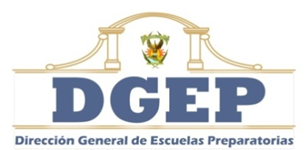 DGEP
Dirección General de Escuelas Preparatorias